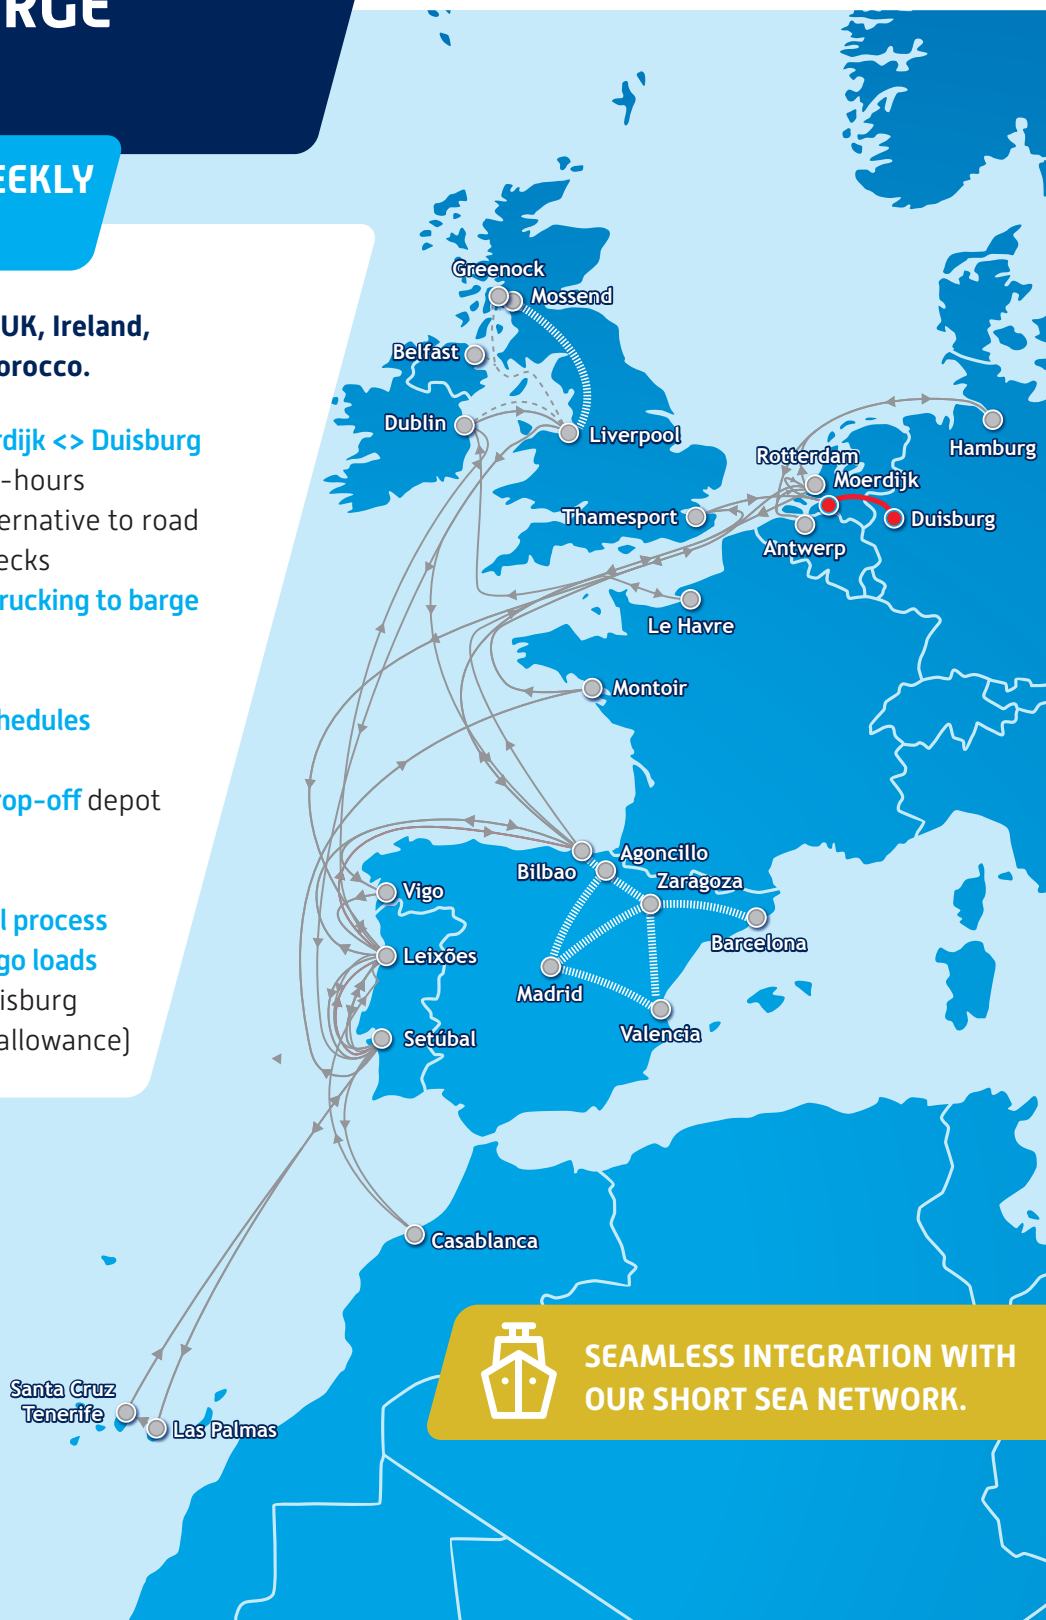 RGE
EEKLY
UK, Ireland,
orocco.
rdijk <> Duisburg
-hours
ternative to road
ecks
rucking to barge
hedules
rop-off depot
l process
go loads
isburg
allowance)
Greenock
Mossend
Belfast
Dublin
Liverpool
Hamburg
Rotterdam
Moerdijk
Thamesport
Duisburg
Antwerp
Le Havre
Montoir
Agoncillo
Bilbao
Zaragoza
Vigo
Barcelona
Leixões
Madrid
Valencia
Setúbal
Casablanca
SEAMLESS INTEGRATION WITH
OUR SHORT SEA NETWORK.
Santa Cruz
Tenerife
Las Palmas